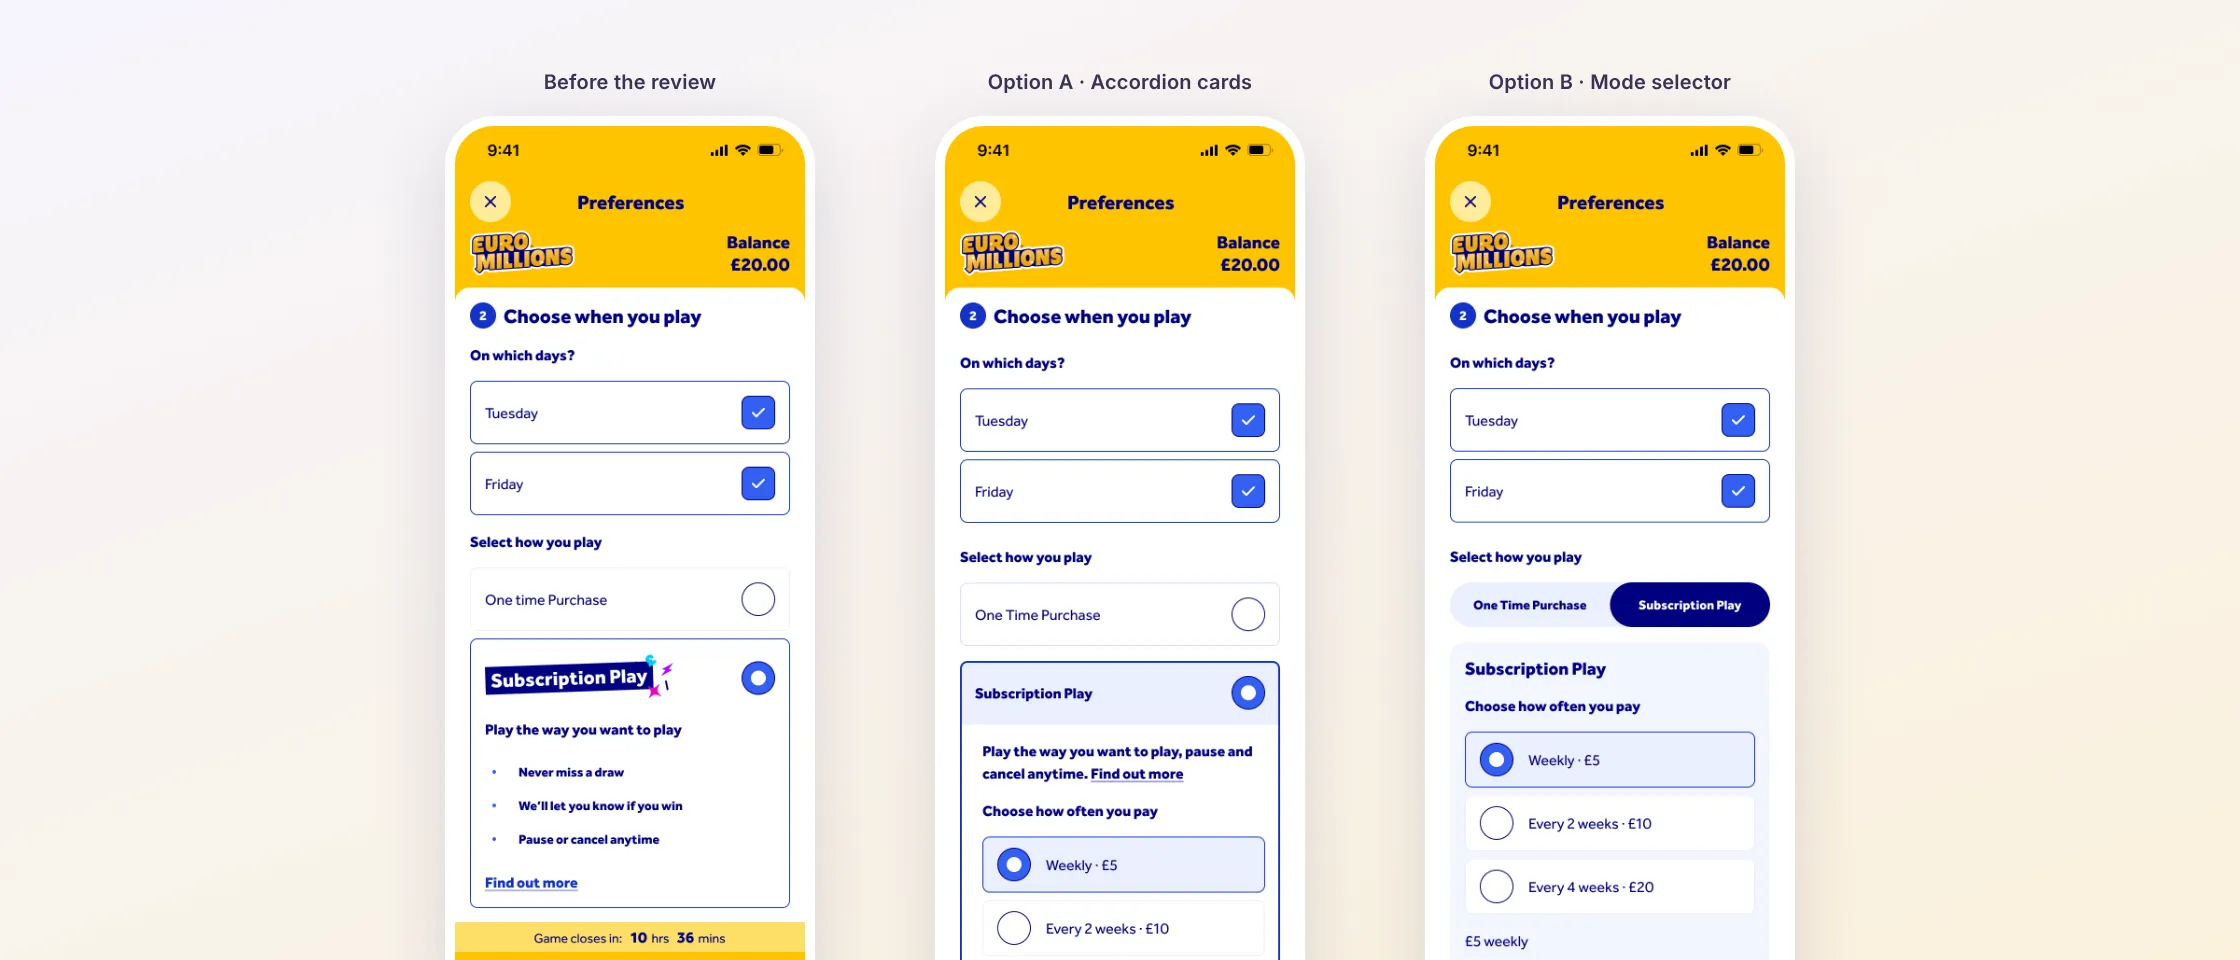 Before the review
9:41
Preferences
EURO
MILLIONS
Balance
£20.00
2 Choose when you play
On which days?
Tuesday
Friday
Select how you play
One time Purchase
Subscription Play
Play the way you want to play
• Never miss a draw
• We'll let you know if you win
• Pause or cancel anytime
Find out more
Game closes in: 10 hrs 36 mins
Option A · Accordion cards
9:41
Preferences
EURO
MILLIONS
Balance
£20.00
2 Choose when you play
On which days?
Tuesday
Friday
Select how you play
One Time Purchase
Subscription Play
Play the way you want to play, pause and
cancel anytime. Find out more
Choose how often you pay
Weekly · £5
Every 2 weeks · £10
Option B · Mode selector
9:41
Preferences
EURO
MILLIONS
Balance
£20.00
2 Choose when you play
On which days?
Tuesday
Friday
Select how you play
One Time Purchase
Subscription Play
Subscription Play
Choose how often you pay
Weekly · £5
Every 2 weeks · £10
Every 4 weeks · £20
£5 weekly